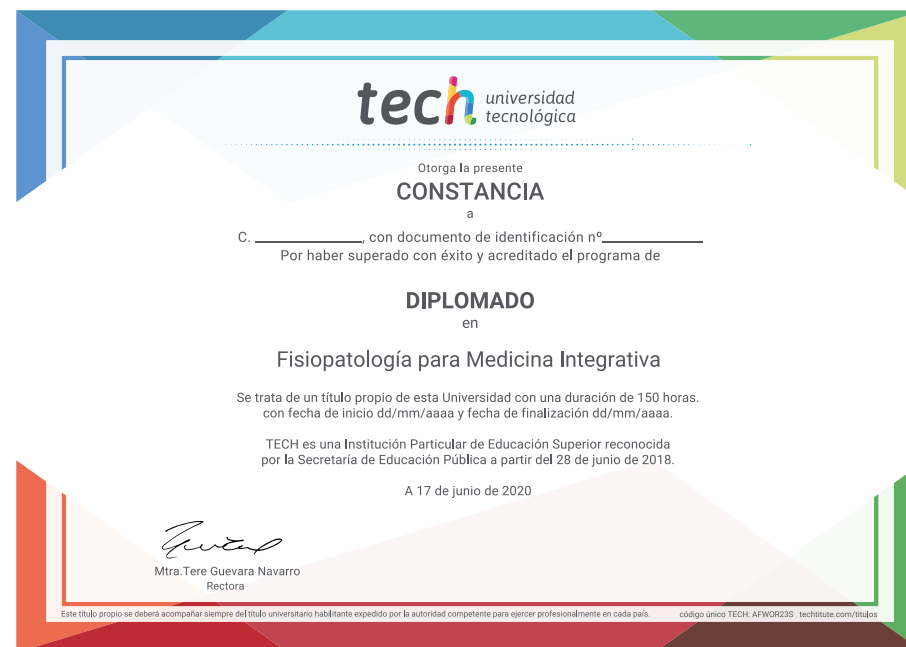 tech universidad
tecnológica
Otorga la presente
CONSTANCIA
a
C. ____________, con documento de identificación nº____________
Por haber superado con éxito y acreditado el programa de
DIPLOMADO
en
Fisiopatología para Medicina Integrativa
Se trata de un título propio de esta Universidad con una duración de 150 horas.
con fecha de inicio dd/mm/aaaa y fecha de finalización dd/mm/aaaa.
TECH es una Institución Particular de Educación Superior reconocida
por la Secretaría de Educación Pública a partir del 28 de junio de 2018.
A 17 de junio de 2020
Mtra.Tere Guevara Navarro
Rectora
Este título propio se deberá acompañar siempre del título universitario habilitante expedido por la autoridad competente para ejercer profesionalmente en cada país. código único TECH: AFWOR23S techtitute.com/titulos